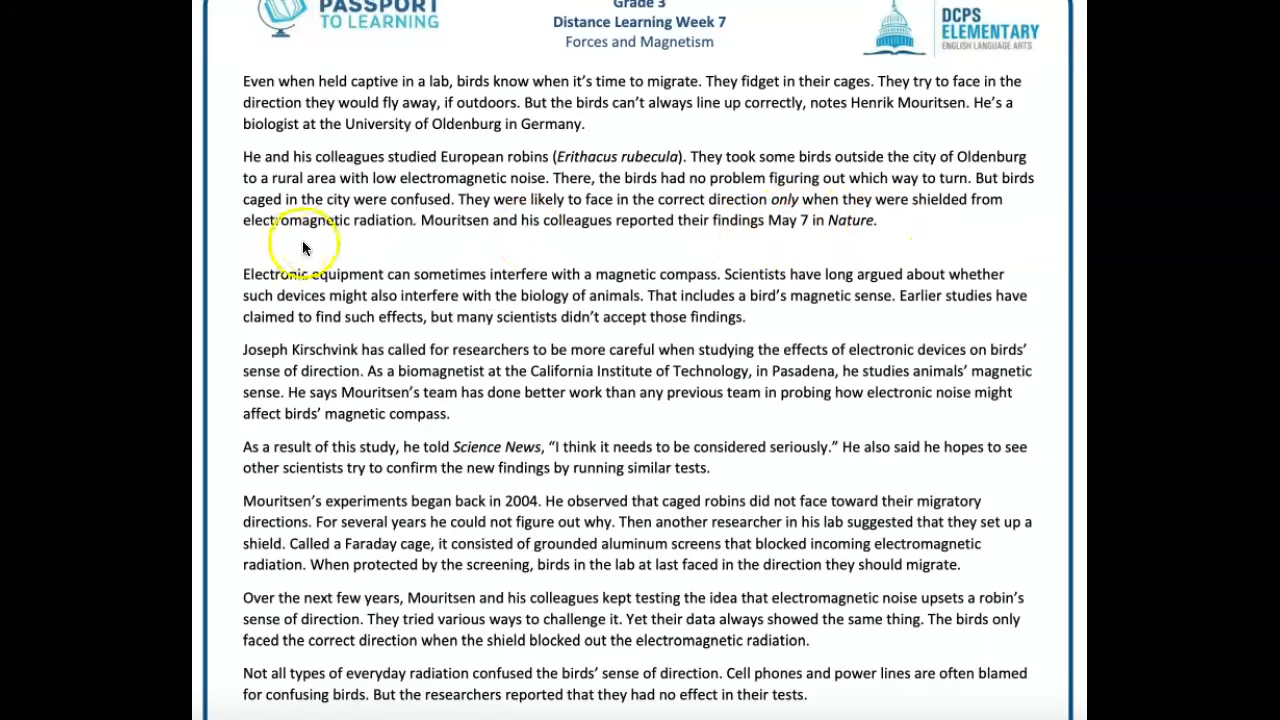 PASSPORT
TO LEARNING
Grade 3
Distance Learning Week 7
Forces and Magnetism
DCPS
ELEMENTARY
ENGLISH LANGUAGE ARTS
Even when held captive in a lab, birds know when it's time to migrate. They fidget in their cages. They try to face in the
direction they would fly away, if outdoors. But the birds can't always line up correctly, notes Henrik Mouritsen. He's a
biologist at the University of Oldenburg in Germany.
He and his colleagues studied European robins (Erithacus rubecula). They took some birds outside the city of Oldenburg
to a rural area with low electromagnetic noise. There, the birds had no problem figuring out which way to turn. But birds
caged in the city were confused. They were likely to face in the correct direction only when they were shielded from
electromagnetic radiation. Mouritsen and his colleagues reported their findings May 7 in Nature.
Electronic equipment can sometimes interfere with a magnetic compass. Scientists have long argued about whether
such devices might also interfere with the biology of animals. That includes a bird's magnetic sense. Earlier studies have
claimed to find such effects, but many scientists didn't accept those findings.
Joseph Kirschvink has called for researchers to be more careful when studying the effects of electronic devices on birds'
sense of direction. As a biomagnetist at the California Institute of Technology, in Pasadena, he studies animals' magnetic
sense. He says Mouritsen's team has done better work than any previous team in probing how electronic noise might
affect birds' magnetic compass.
As a result of this study, he told Science News, "I think it needs to be considered seriously." He also said he hopes to see
other scientists try to confirm the new findings by running similar tests.
Mouritsen's experiments began back in 2004. He observed that caged robins did not face toward their migratory
directions. For several years he could not figure out why. Then another researcher in his lab suggested that they set up a
shield. Called a Faraday cage, it consisted of grounded aluminum screens that blocked incoming electromagnetic
radiation. When protected by the screening, birds in the lab at last faced in the direction they should migrate.
Over the next few years, Mouritsen and his colleagues kept testing the idea that electromagnetic noise upsets a robin's
sense of direction. They tried various ways to challenge it. Yet their data always showed the same thing. The birds only
faced the correct direction when the shield blocked out the electromagnetic radiation.
Not all types of everyday radiation confused the birds' sense of direction. Cell phones and power lines are often blamed
for confusing birds. But the researchers reported that they had no effect in their tests.